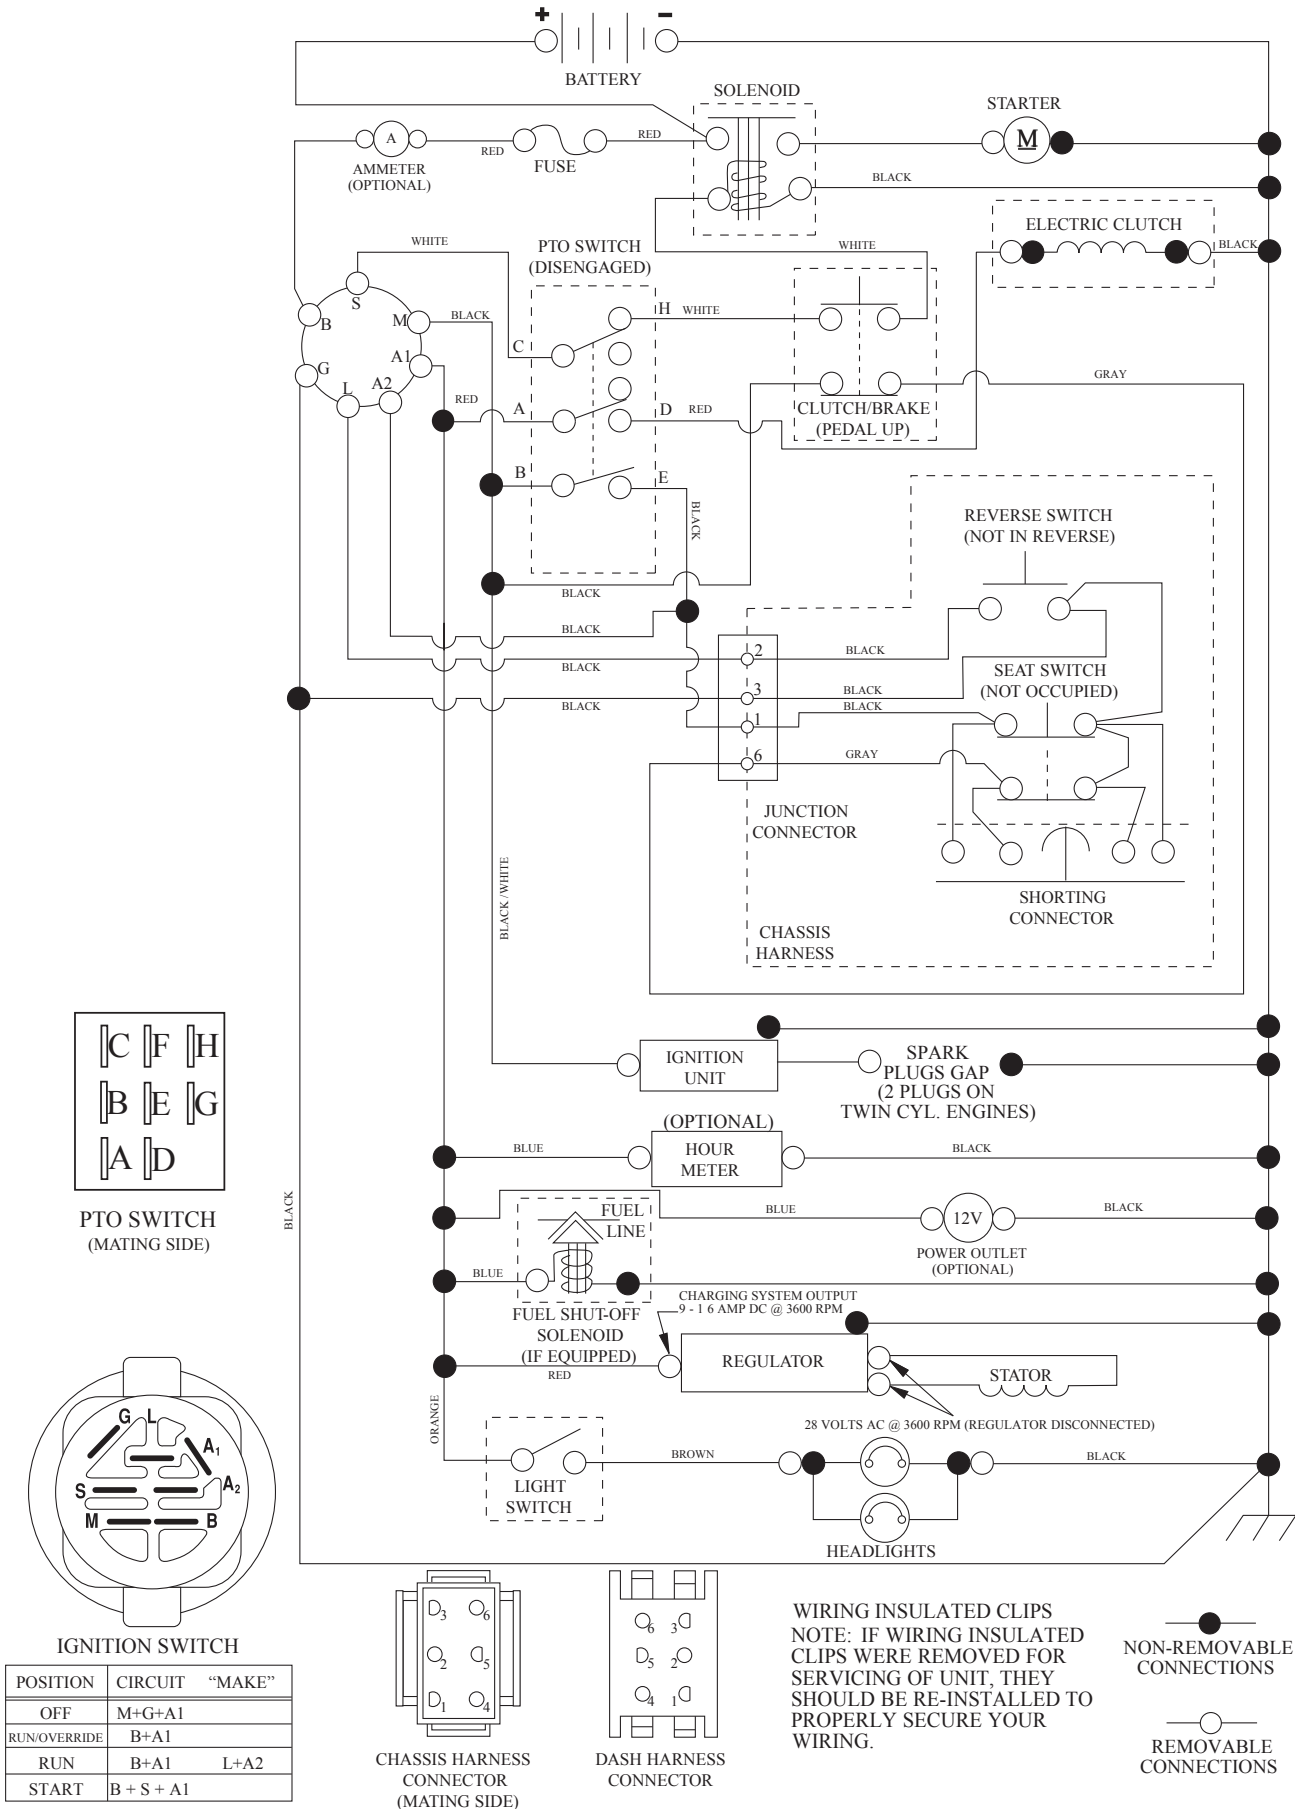 + −
BATTERY
SOLENOID
STARTER
A
M
RED
RED
FUSE
AMMETER
(OPTIONAL)
BLACK
ELECTRIC CLUTCH
BLACK
WHITE
PTO SWITCH
(DISENGAGED)
WHITE
S
B
M
BLACK
H
WHITE
C
A1
G
L
A2
GRAY
RED
A
D
RED
CLUTCH/BRAKE
(PEDAL UP)
B
E
BLACK
REVERSE SWITCH
(NOT IN REVERSE)
BLACK
BLACK
2
BLACK
BLACK
SEAT SWITCH
(NOT OCCUPIED)
3
BLACK
BLACK
BLACK
1
6
GRAY
JUNCTION
CONNECTOR
BLACK /WHITE
SHORTING
CONNECTOR
CHASSIS
HARNESS
C F H
B E G
A D
PTO SWITCH
(MATING SIDE)
IGNITION
UNIT
SPARK
PLUGS GAP
(2 PLUGS ON
TWIN CYL. ENGINES)
(OPTIONAL)
HOUR
METER
BLUE
BLACK
BLACK
FUEL
LINE
BLUE
12V
BLACK
POWER OUTLET
(OPTIONAL)
BLUE
FUEL SHUT-OFF
SOLENOID
(IF EQUIPPED)
CHARGING SYSTEM OUTPUT
9 - 1 6 AMP DC @ 3600 RPM
RED
REGULATOR
STATOR
28 VOLTS AC @ 3600 RPM (REGULATOR DISCONNECTED)
ORANGE
LIGHT
SWITCH
BROWN
BLACK
HEADLIGHTS
G L
A1
S
A2
M
B
IGNITION SWITCH
POSITION CIRCUIT “MAKE”
OFF M+G+A1
RUN/OVERRIDE B+A1
RUN B+A1 L+A2
START B + S + A1
3 6
2 5
1 4
CHASSIS HARNESS
CONNECTOR
(MATING SIDE)
6 3
5 2
4 1
DASH HARNESS
CONNECTOR
WIRING INSULATED CLIPS
NOTE: IF WIRING INSULATED
CLIPS WERE REMOVED FOR
SERVICING OF UNIT, THEY
SHOULD BE RE-INSTALLED TO
PROPERLY SECURE YOUR
WIRING.
NON-REMOVABLE
CONNECTIONS
REMOVABLE
CONNECTIONS